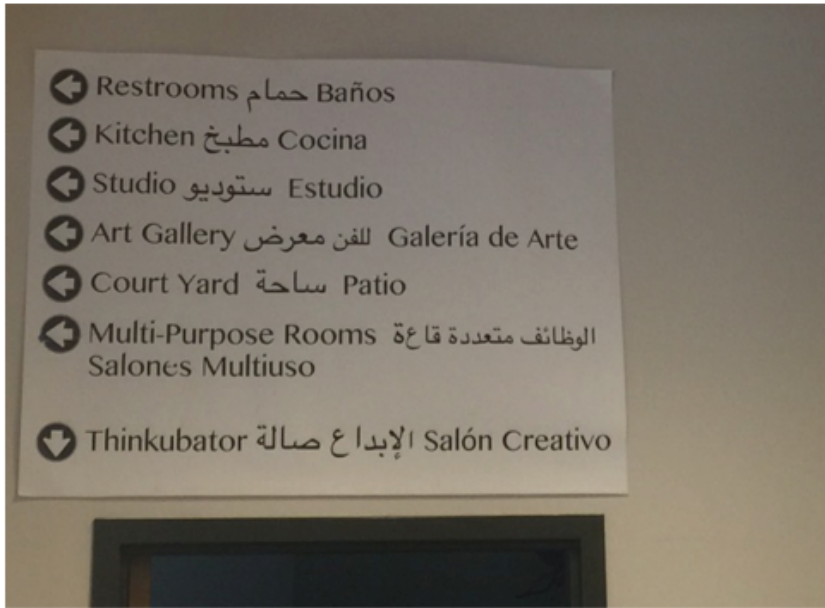 Restrooms حمام Baños
Kitchen مطبخ Cocina
Studio ستوديو Estudio
Art Gallery للفن معرض Galería de Arte
Court Yard ساحة Patio
Multi-Purpose Rooms الوظائف متعددة قاعة
Salones Multiuso
Thinkubator الإبداع صالة Salón Creativo